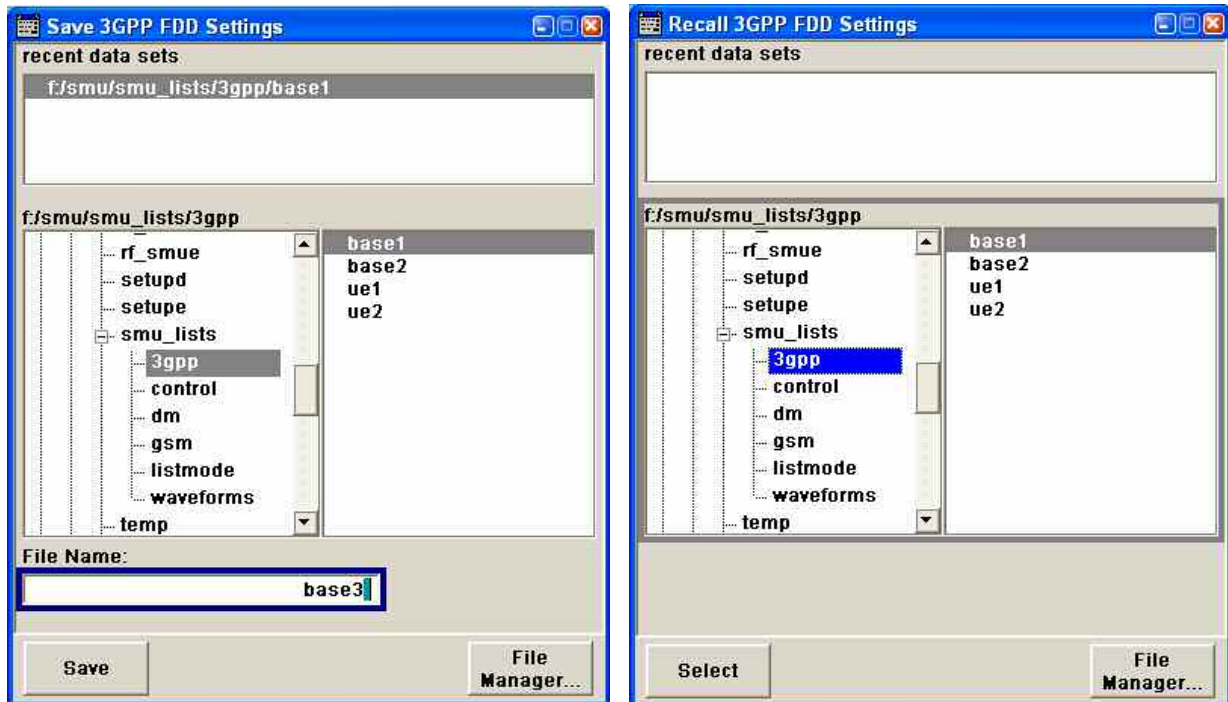 Save 3GPP FDD Settings
recent data sets
f:/smu/smu_lists/3gpp/base1
f:/smu/smu_lists/3gpp
rf_smue
setupd
setupe
smu_lists
3gpp
control
dm
gsm
listmode
waveforms
temp
base1
base2
ue1
ue2
File Name:
base3
Save
File
Manager...
Recall 3GPP FDD Settings
recent data sets
f:/smu/smu_lists/3gpp
rf_smue
setupd
setupe
smu_lists
3gpp
control
dm
gsm
listmode
waveforms
temp
base1
base2
ue1
ue2
Select
File
Manager...